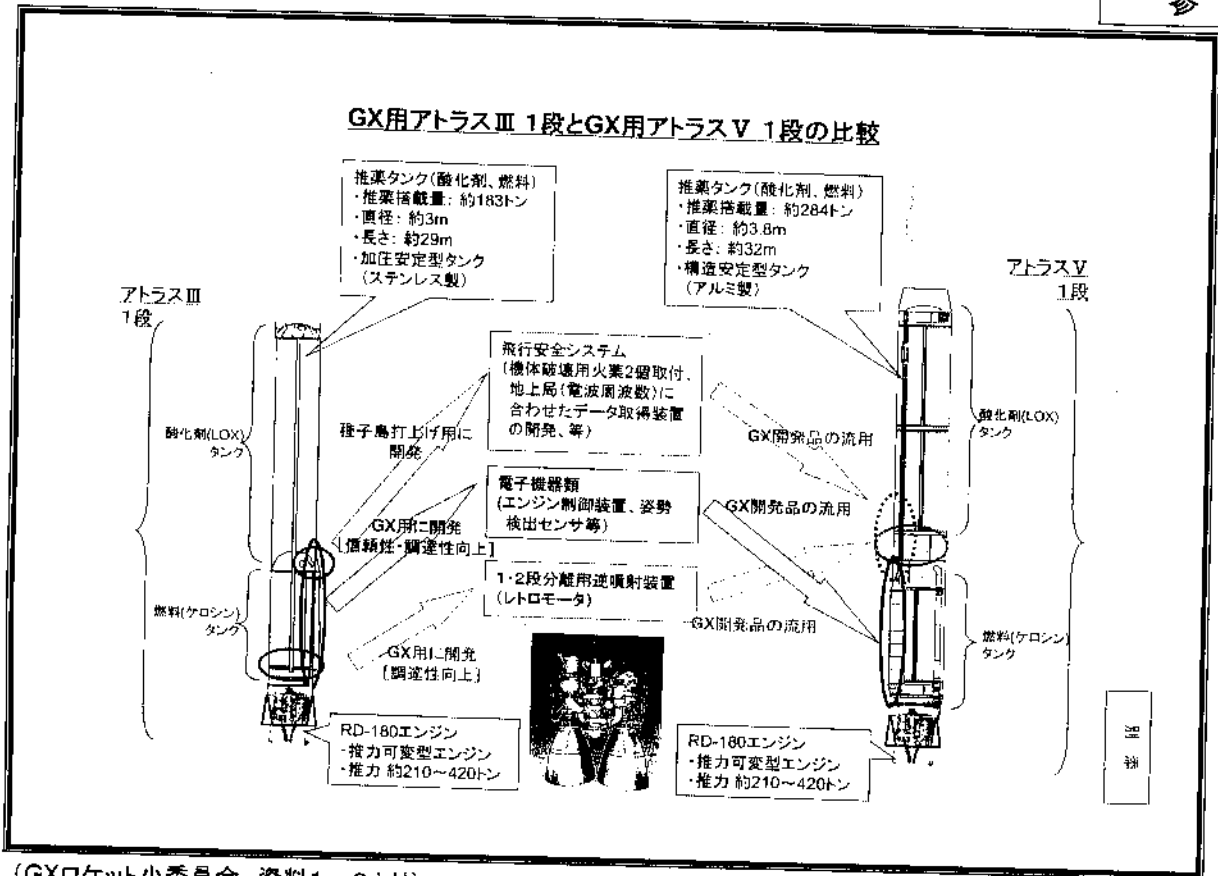 参
GX用アトラスⅢ 1段とGX用アトラスⅤ 1段の比較
推薬タンク(酸化剤、燃料)
・推薬搭載量: 約183トン
・直径: 約3m
・長さ: 約29m
・加圧安定型タンク
(ステンレス製)
推薬タンク(酸化剤、燃料)
・推薬搭載量: 約284トン
・直径: 約3.8m
・長さ: 約32m
・構造安定型タンク
(アルミ製)
アトラスⅢ
1段
アトラスⅤ
1段
飛行安全システム
(機体破壊用火薬2個取付、
地上局(電波周波数)に
合わせたデータ取得装置
の開発、等)
酸化剤(LOX)
タンク
種子島打上げ用に
開発
GX開発品の流用
酸化剤(LOX)
タンク
電子機器類
(エンジン制御装置、姿勢
検出センサ等)
GX用に開発
[信頼性・調達性向上]
GX開発品の流用
1・2段分離用逆噴射装置
(レトロモータ)
燃料(ケロシン)
タンク
GX用に開発
[調達性向上]
GX開発品の流用
燃料(ケロシン)
タンク
RD-180エンジン
・推力可変型エンジン
・推力 約210～420トン
RD-180エンジン
・推力可変型エンジン
・推力 約210～420トン
(GXロケット小委員会 資料1